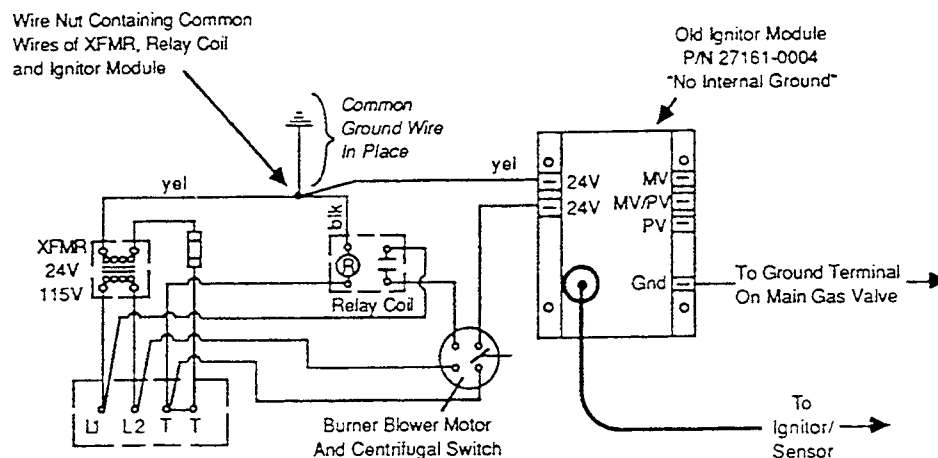 Wire Nut Containing Common
Wires of XFMR, Relay Coil
and Ignitor Module
Common
Ground Wire
In Place
Old Ignitor Module
P/N 27161-0004
"No Internal Ground"
yel
yel
blk
24V
24V
MV
MV/PV
PV
Gnd
XFMR
24V
115V
R
Relay Coil
To Ground Terminal
On Main Gas Valve
L1
L2
T
T
Burner Blower Motor
And Centrifugal Switch
To
Ignitor/
Sensor